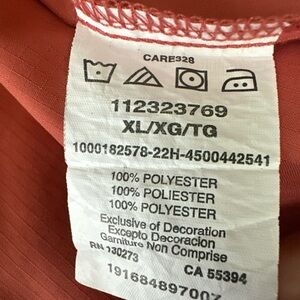 CARE328
112323769
XL/XG/TG
1000182578-22H-4500442541
100% POLYESTER
100% POLIESTER
100% POLYESTER
Exclusive of Decoration
Excepto Decoracion
Garniture Non Comprise
RN 130273 CA 55394
191684897007